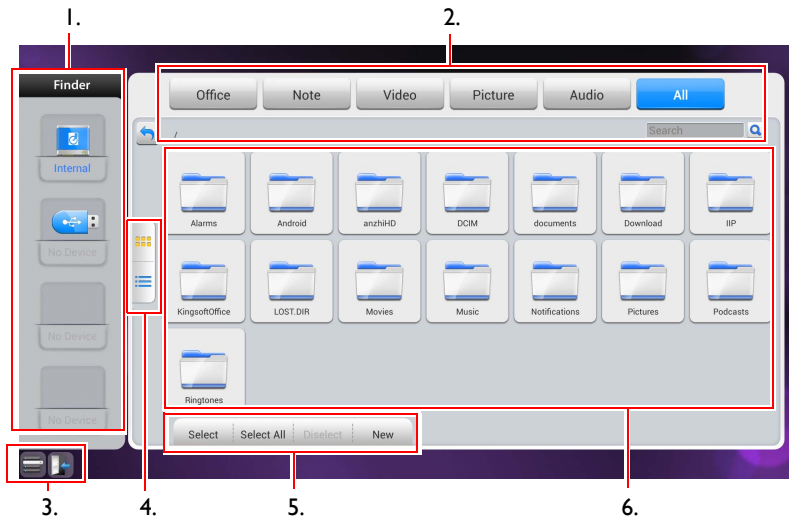 1.
2.
Finder
Office Note Video Picture Audio All
/ Search
Internal
Alarms Android anzhiHD DCIM documents Download IIP
No Device
KingsoftOffice LOST.DIR Movies Music Notifications Pictures Podcasts
No Device
Ringtones
No Device
Select Select All Diselect New
3. 4. 5. 6.